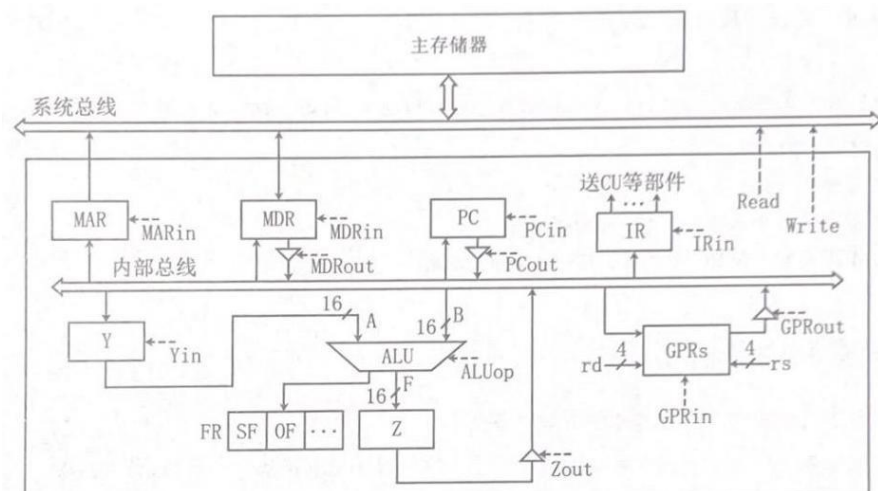 主存储器
系统总线
送CU等部件
...
Read
Write
MAR
MARin
MDR
MDRin
MDRout
PC
PCin
PCout
IR
IRin
内部总线
Y
Yin
16
A
16
B
ALU
ALUop
16
F
FR
SF
OF
...
Z
Zout
GPRs
GPRout
rd
4
4
rs
GPRin